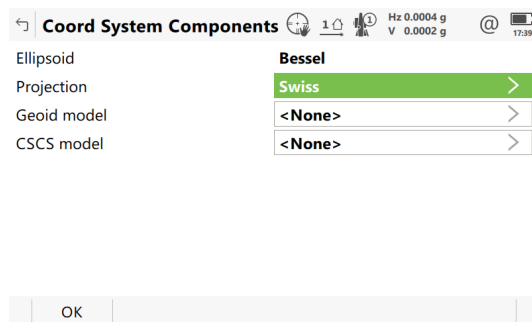 Coord System Components 1 1 Hz 0.0004 g
V 0.0002 g @ 17:39
Ellipsoid Bessel
Projection Swiss
Geoid model <None>
CSCS model <None>
OK